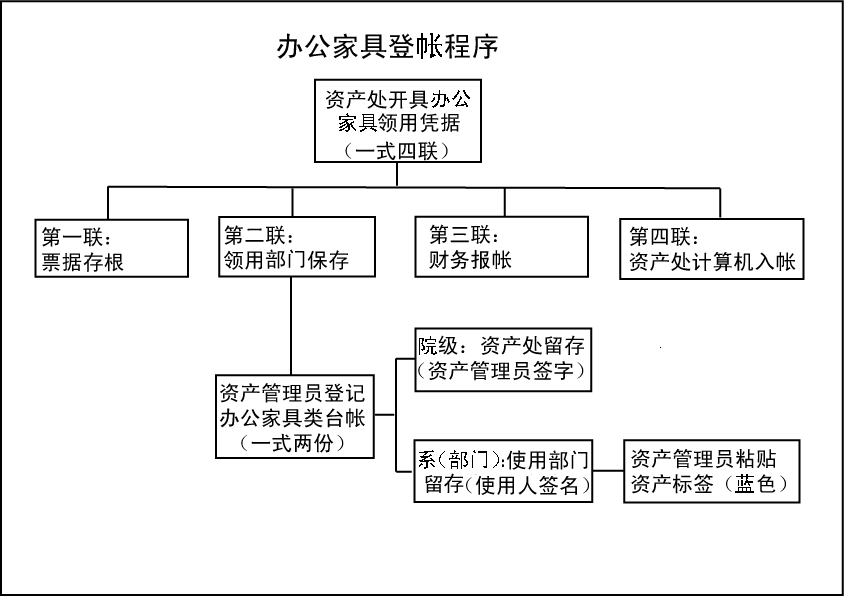 办公家具登帐程序
资产处开具办公
家具领用凭据
（一式四联）
第一联：
票据存根
第二联：
领用部门保存
第三联：
财务报帐
第四联：
资产处计算机入帐
资产管理员登记
办公家具类台帐
（一式两份）
院级：资产处留存
（资产管理员签字）
系（部门）：使用部门
留存（使用人签名）
资产管理员粘贴
资产标签（蓝色）